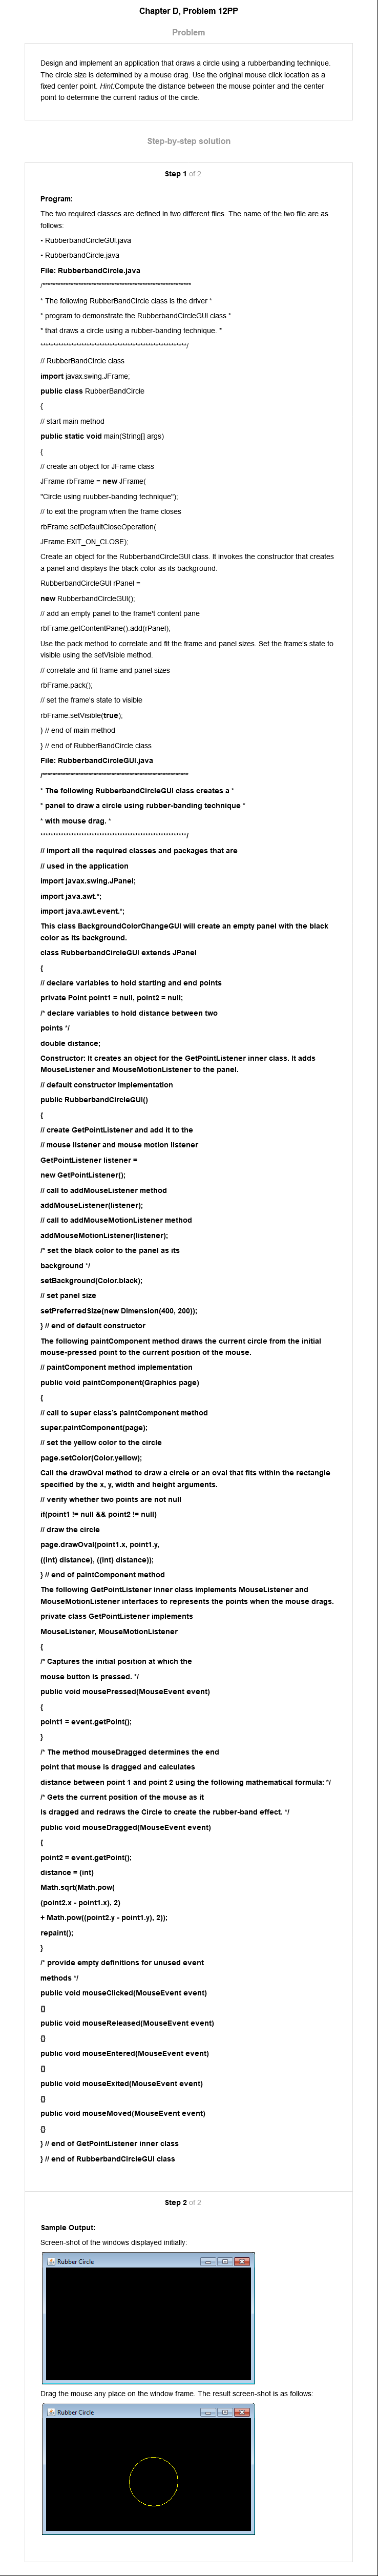 Chapter D, Problem 12PP
Problem
Design and implement an application that draws a circle using a rubberbanding technique.
The circle size is determined by a mouse drag. Use the original mouse click location as a
fixed center point. Hint:Compute the distance between the mouse pointer and the center
point to determine the current radius of the circle.
Step-by-step solution
Step 1 of 2
Program:
The two required classes are defined in two different files. The name of the two file are as
follows:
• RubberbandCircleGUI.java
• RubberbandCircle.java
File: RubberbandCircle.java
/**********************************************************
* The following RubberBandCircle class is the driver *
* program to demonstrate the RubberbandCircleGUI class *
* that draws a circle using a rubber-banding technique. *
*********************************************************/
// RubberBandCircle class
import javax.swing.JFrame;
public class RubberBandCircle
{
// start main method
public static void main(String[] args)
{
// create an object for JFrame class
JFrame rbFrame = new JFrame(
"Circle using ruubber-banding technique");
// to exit the program when the frame closes
rbFrame.setDefaultCloseOperation(
JFrame.EXIT_ON_CLOSE);
Create an object for the RubberbandCircleGUI class. It invokes the constructor that creates
a panel and displays the black color as its background.
RubberbandCircleGUI rPanel =
new RubberbandCircleGUI();
// add an empty panel to the frame't content pane
rbFrame.getContentPane().add(rPanel);
Use the pack method to correlate and fit the frame and panel sizes. Set the frame's state to
visible using the setVisible method.
// correlate and fit frame and panel sizes
rbFrame.pack();
// set the frame's state to visible
rbFrame.setVisible(true);
} // end of main method
} // end of RubberBandCircle class
File: RubberbandCircleGUI.java
/*********************************************************
* The following RubberbandCircleGUI class creates a *
* panel to draw a circle using rubber-banding technique *
* with mouse drag. *
*********************************************************/
// import all the required classes and packages that are
// used in the application
import javax.swing.JPanel;
import java.awt.*;
import java.awt.event.*;
This class BackgroundColorChangeGUI will create an empty panel with the black
color as its background.
class RubberbandCircleGUI extends JPanel
{
// declare variables to hold starting and end points
private Point point1 = null, point2 = null;
/* declare variables to hold distance between two
points */
double distance;
Constructor: It creates an object for the GetPointListener inner class. It adds
MouseListener and MouseMotionListener to the panel.
// default constructor implementation
public RubberbandCircleGUI()
{
// create GetPointListener and add it to the
// mouse listener and mouse motion listener
GetPointListener listener =
new GetPointListener();
// call to addMouseListener method
addMouseListener(listener);
// call to addMouseMotionListener method
addMouseMotionListener(listener);
/* set the black color to the panel as its
background */
setBackground(Color.black);
// set panel size
setPreferredSize(new Dimension(400, 200));
} // end of default constructor
The following paintComponent method draws the current circle from the initial
mouse-pressed point to the current position of the mouse.
// paintComponent method implementation
public void paintComponent(Graphics page)
{
// call to super class's paintComponent method
super.paintComponent(page);
// set the yellow color to the circle
page.setColor(Color.yellow);
Call the drawOval method to draw a circle or an oval that fits within the rectangle
specified by the x, y, width and height arguments.
// verify whether two points are not null
if(point1 != null && point2 != null)
// draw the circle
page.drawOval(point1.x, point1.y,
((int) distance), ((int) distance));
} // end of paintComponent method
The following GetPointListener inner class implements MouseListener and
MouseMotionListener interfaces to represents the points when the mouse drags.
private class GetPointListener implements
MouseListener, MouseMotionListener
{
/* Captures the initial position at which the
mouse button is pressed. */
public void mousePressed(MouseEvent event)
{
point1 = event.getPoint();
}
/* The method mouseDragged determines the end
point that mouse is dragged and calculates
distance between point 1 and point 2 using the following mathematical formula: */
/* Gets the current position of the mouse as it
is dragged and redraws the Circle to create the rubber-band effect. */
public void mouseDragged(MouseEvent event)
{
point2 = event.getPoint();
distance = (int)
Math.sqrt(Math.pow(
(point2.x - point1.x), 2)
+ Math.pow((point2.y - point1.y), 2));
repaint();
}
/* provide empty definitions for unused event
methods */
public void mouseClicked(MouseEvent event)
{}
public void mouseReleased(MouseEvent event)
{}
public void mouseEntered(MouseEvent event)
{}
public void mouseExited(MouseEvent event)
{}
public void mouseMoved(MouseEvent event)
{}
} // end of GetPointListener inner class
} // end of RubberbandCircleGUI class
Step 2 of 2
Sample Output:
Screen-shot of the windows displayed initially:
Rubber Circle
Drag the mouse any place on the window frame. The result screen-shot is as follows:
Rubber Circle